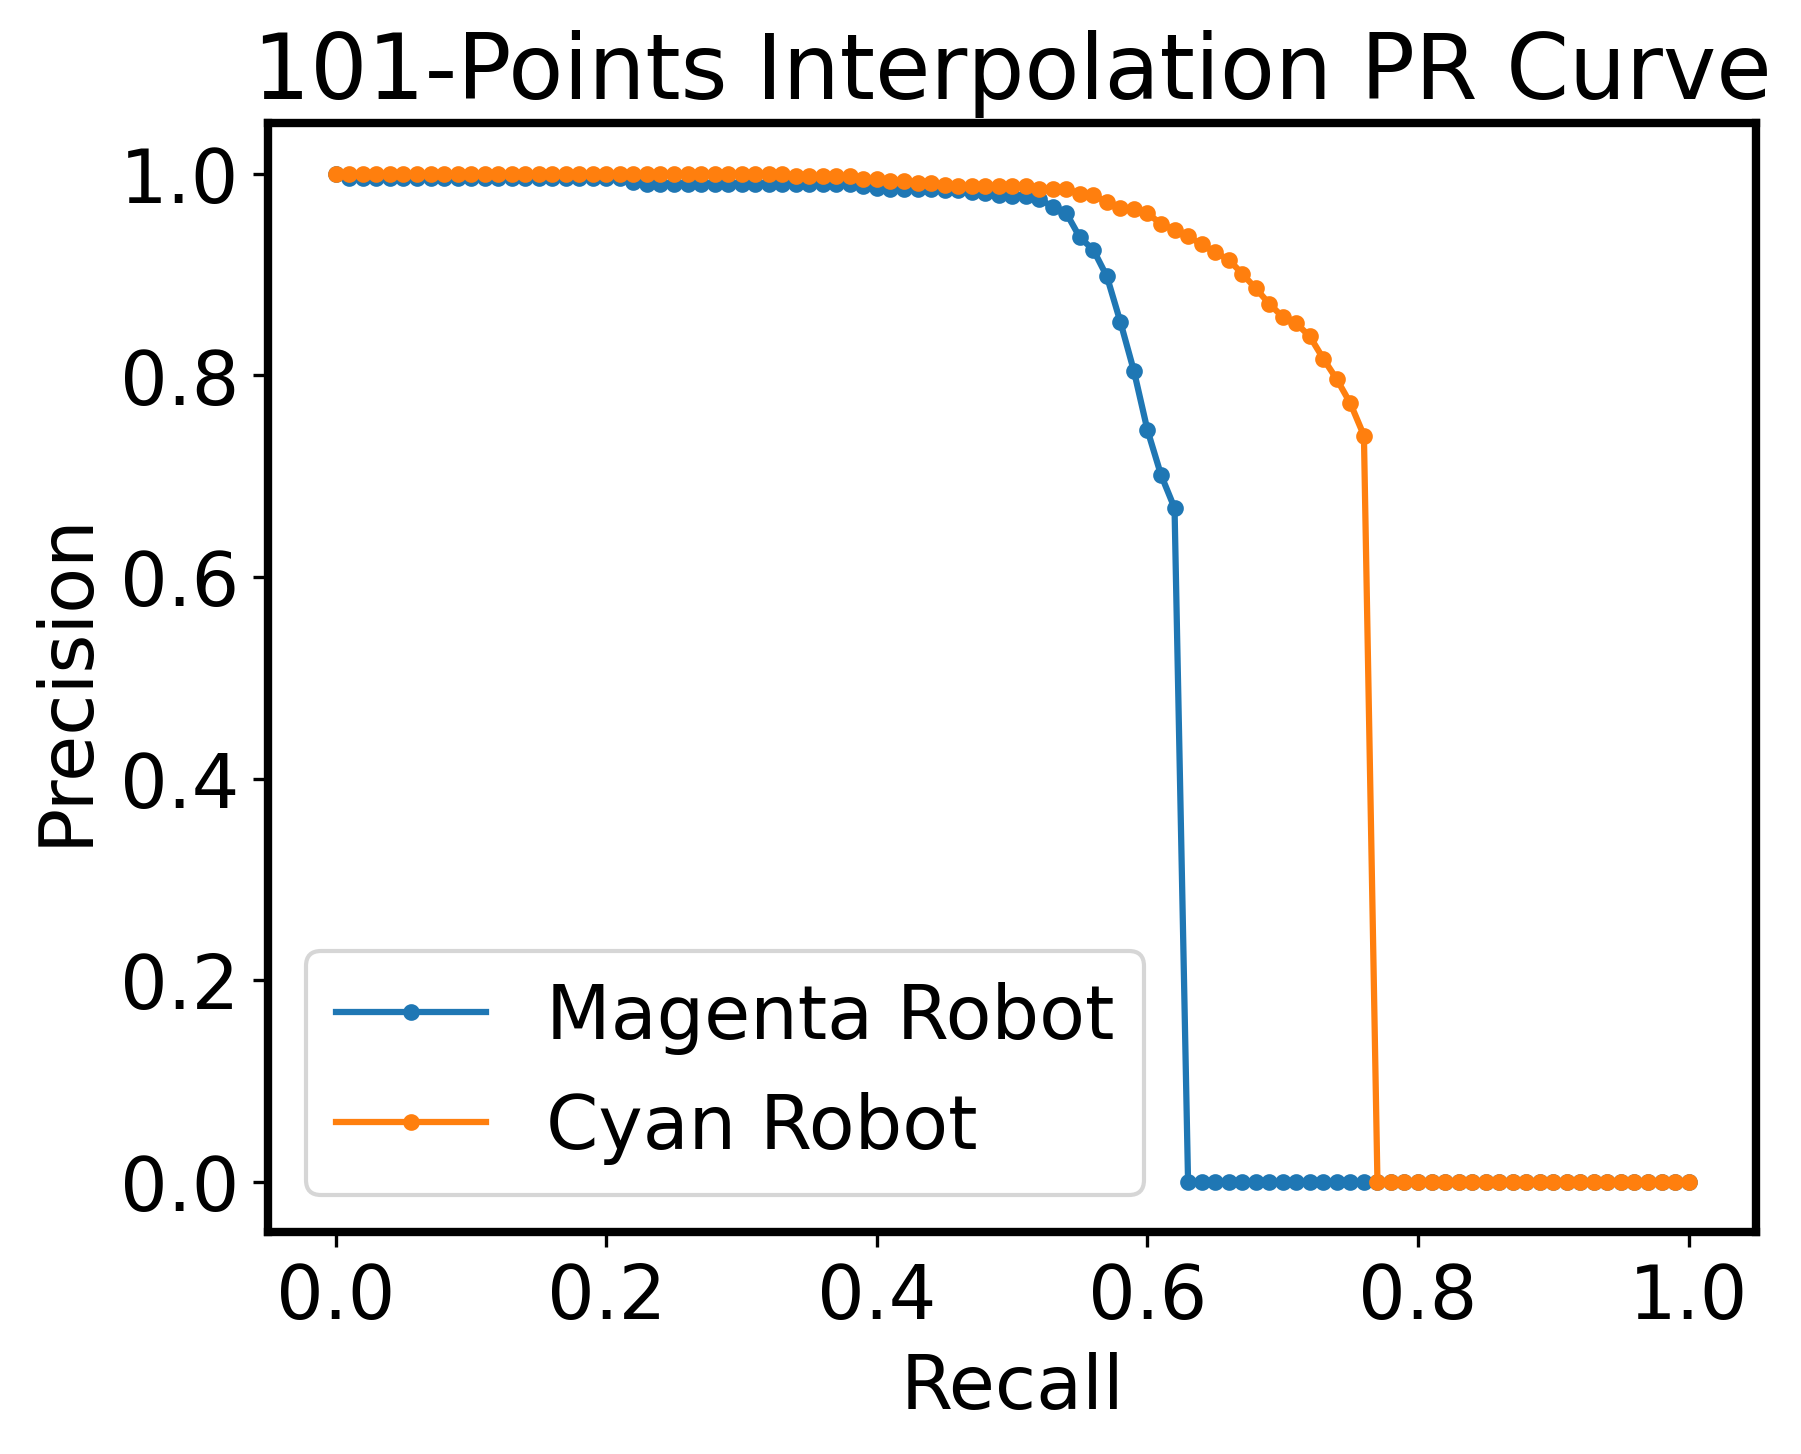 101-Points Interpolation PR Curve
1.0
0.8
0.6
0.4
0.2
0.0
Precision
Magenta Robot
Cyan Robot
0.0 0.2 0.4 0.6 0.8 1.0
Recall